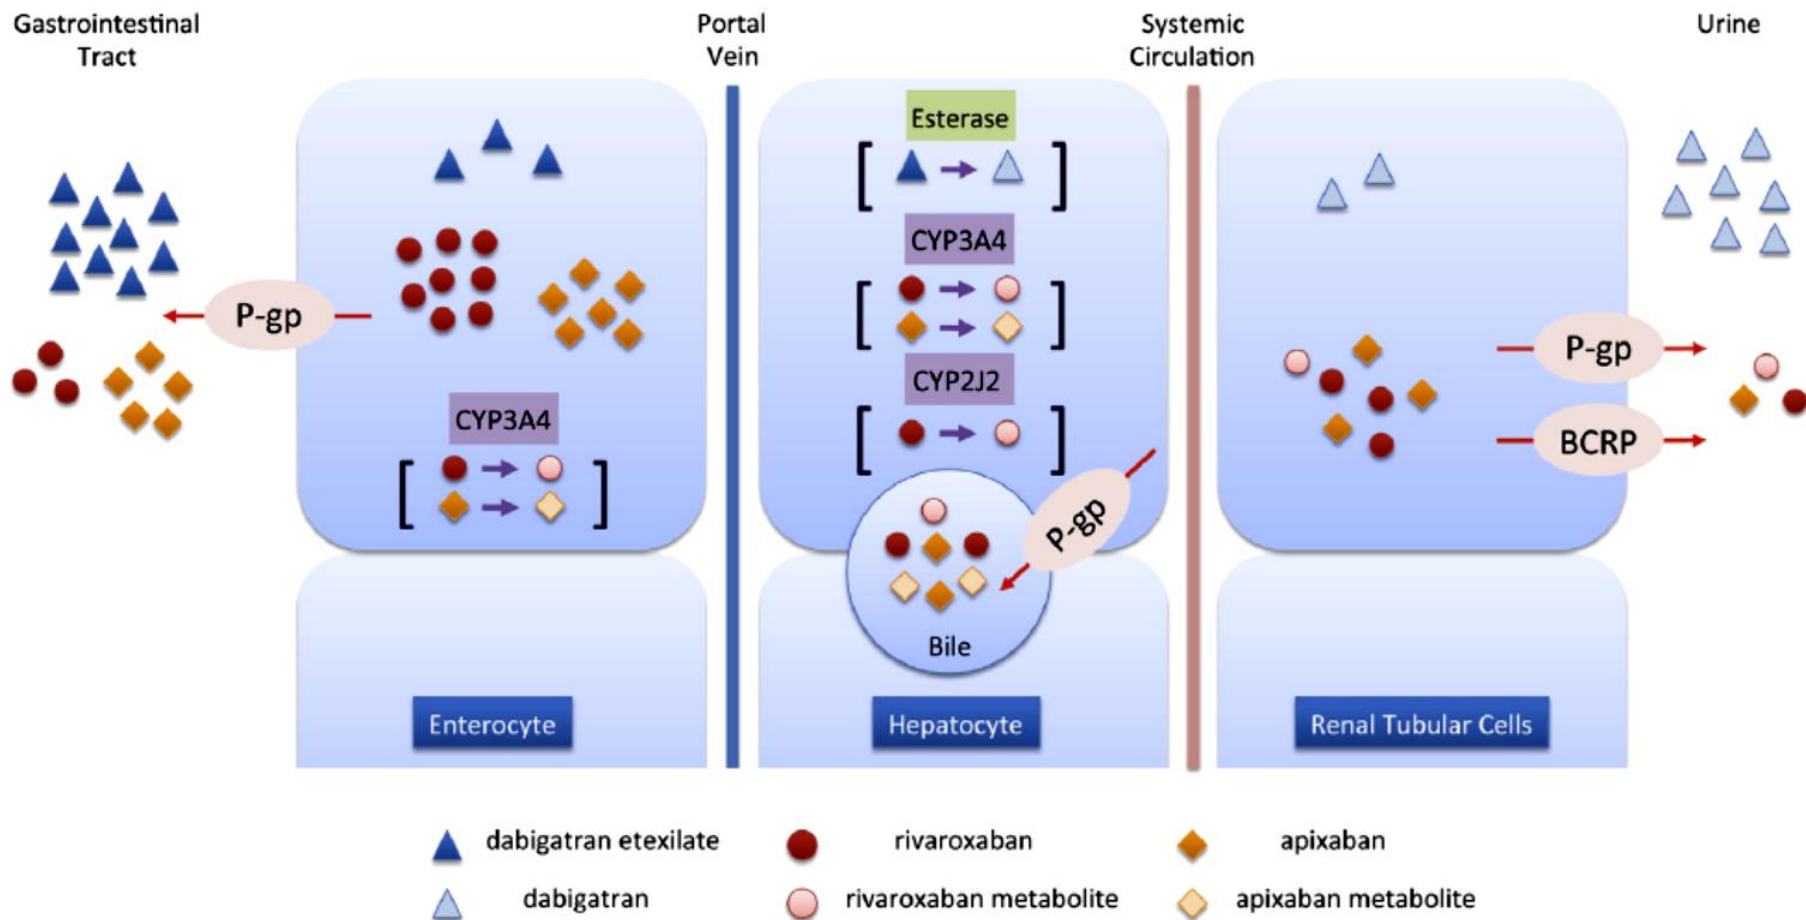 Gastrointestinal
Tract
Portal
Vein
Systemic
Circulation
Urine
Esterase
CYP3A4
CYP2J2
P-gp
CYP3A4
P-gp
P-gp
BCRP
Bile
Enterocyte
Hepatocyte
Renal Tubular Cells
dabigatran etexilate
rivaroxaban
apixaban
dabigatran
rivaroxaban metabolite
apixaban metabolite